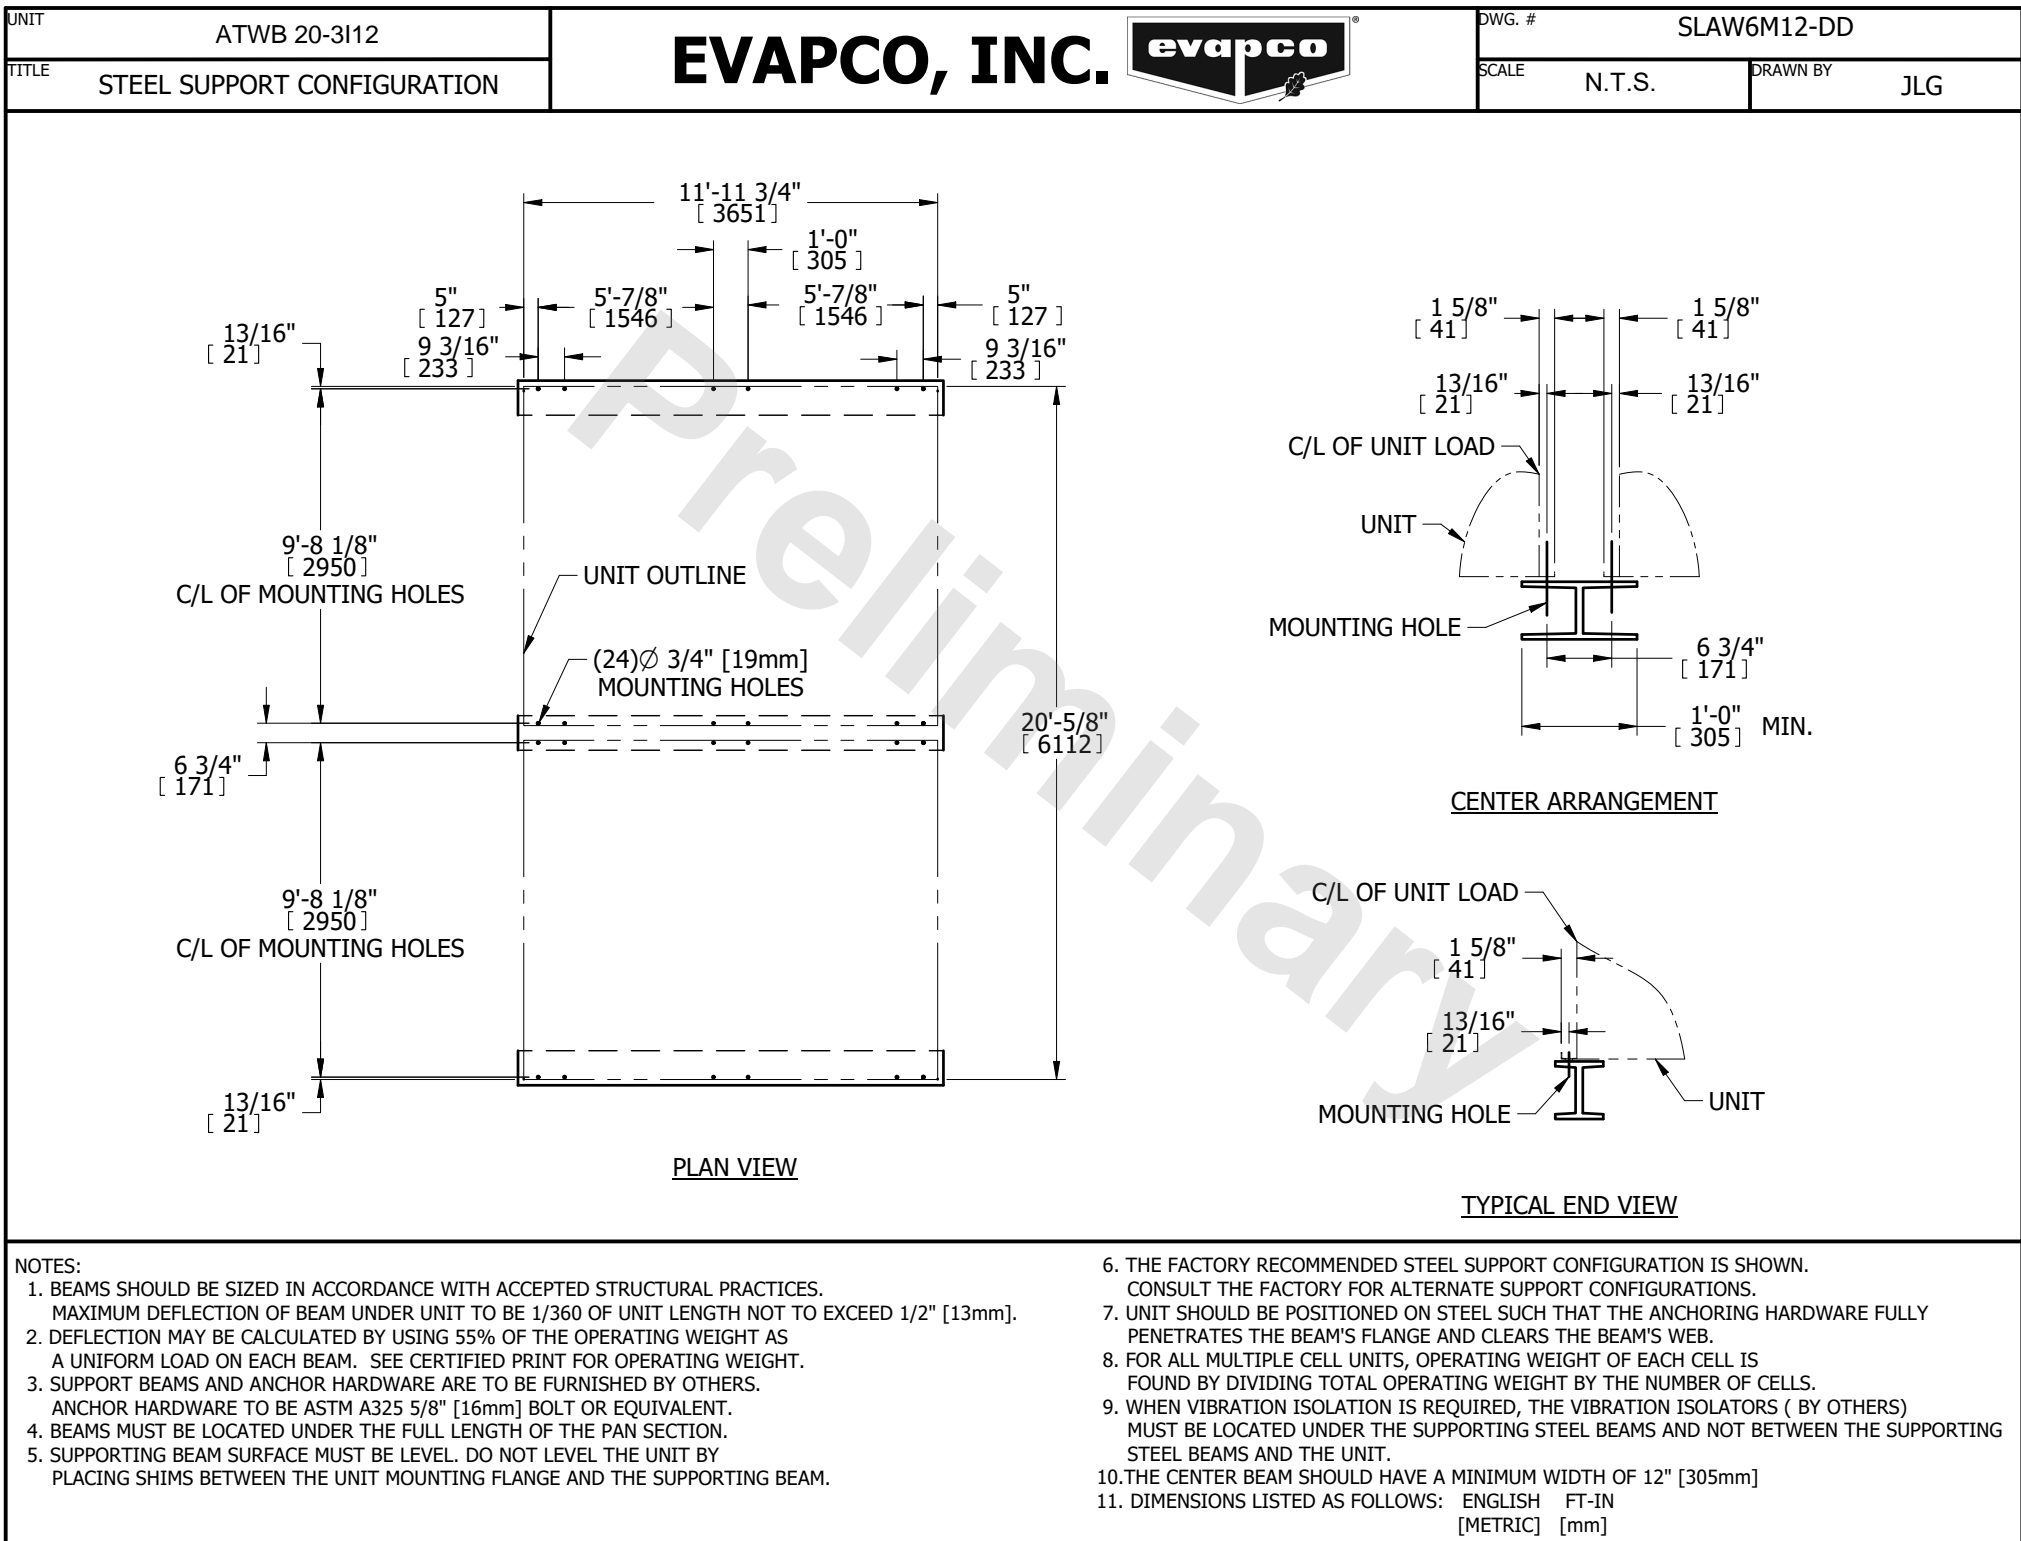 UNIT
ATWB 20-3I12
TITLE
STEEL SUPPORT CONFIGURATION
EVAPCO, INC.
evapco
®
DWG. #
SLAW6M12-DD
SCALE
N.T.S.
DRAWN BY
JLG
11'-11 3/4"
[ 3651]
1'-0"
[ 305 ]
5"
[ 127]
5'-7/8"
[ 1546 ]
5'-7/8"
[ 1546 ]
5"
[ 127 ]
13/16"
[ 21]
9 3/16"
[ 233 ]
9 3/16"
[ 233 ]
9'-8 1/8"
[ 2950]
C/L OF MOUNTING HOLES
UNIT OUTLINE
(24)∅ 3/4" [19mm]
MOUNTING HOLES
6 3/4"
[ 171]
20'-5/8"
[ 6112]
9'-8 1/8"
[ 2950]
C/L OF MOUNTING HOLES
13/16"
[ 21]
PLAN VIEW
1 5/8"
[ 41]
1 5/8"
[ 41]
13/16"
[ 21]
13/16"
[ 21]
C/L OF UNIT LOAD
UNIT
MOUNTING HOLE
6 3/4"
[ 171]
1'-0"
[ 305] MIN.
CENTER ARRANGEMENT
C/L OF UNIT LOAD
1 5/8"
[ 41]
13/16"
[ 21]
MOUNTING HOLE
UNIT
TYPICAL END VIEW
Preliminary
NOTES:
1. BEAMS SHOULD BE SIZED IN ACCORDANCE WITH ACCEPTED STRUCTURAL PRACTICES.
MAXIMUM DEFLECTION OF BEAM UNDER UNIT TO BE 1/360 OF UNIT LENGTH NOT TO EXCEED 1/2" [13mm].
2. DEFLECTION MAY BE CALCULATED BY USING 55% OF THE OPERATING WEIGHT AS
A UNIFORM LOAD ON EACH BEAM. SEE CERTIFIED PRINT FOR OPERATING WEIGHT.
3. SUPPORT BEAMS AND ANCHOR HARDWARE ARE TO BE FURNISHED BY OTHERS.
ANCHOR HARDWARE TO BE ASTM A325 5/8" [16mm] BOLT OR EQUIVALENT.
4. BEAMS MUST BE LOCATED UNDER THE FULL LENGTH OF THE PAN SECTION.
5. SUPPORTING BEAM SURFACE MUST BE LEVEL. DO NOT LEVEL THE UNIT BY
PLACING SHIMS BETWEEN THE UNIT MOUNTING FLANGE AND THE SUPPORTING BEAM.
6. THE FACTORY RECOMMENDED STEEL SUPPORT CONFIGURATION IS SHOWN.
CONSULT THE FACTORY FOR ALTERNATE SUPPORT CONFIGURATIONS.
7. UNIT SHOULD BE POSITIONED ON STEEL SUCH THAT THE ANCHORING HARDWARE FULLY
PENETRATES THE BEAM'S FLANGE AND CLEARS THE BEAM'S WEB.
8. FOR ALL MULTIPLE CELL UNITS, OPERATING WEIGHT OF EACH CELL IS
FOUND BY DIVIDING TOTAL OPERATING WEIGHT BY THE NUMBER OF CELLS.
9. WHEN VIBRATION ISOLATION IS REQUIRED, THE VIBRATION ISOLATORS ( BY OTHERS)
MUST BE LOCATED UNDER THE SUPPORTING STEEL BEAMS AND NOT BETWEEN THE SUPPORTING
STEEL BEAMS AND THE UNIT.
10.THE CENTER BEAM SHOULD HAVE A MINIMUM WIDTH OF 12" [305mm]
11. DIMENSIONS LISTED AS FOLLOWS: ENGLISH FT-IN
[METRIC] [mm]